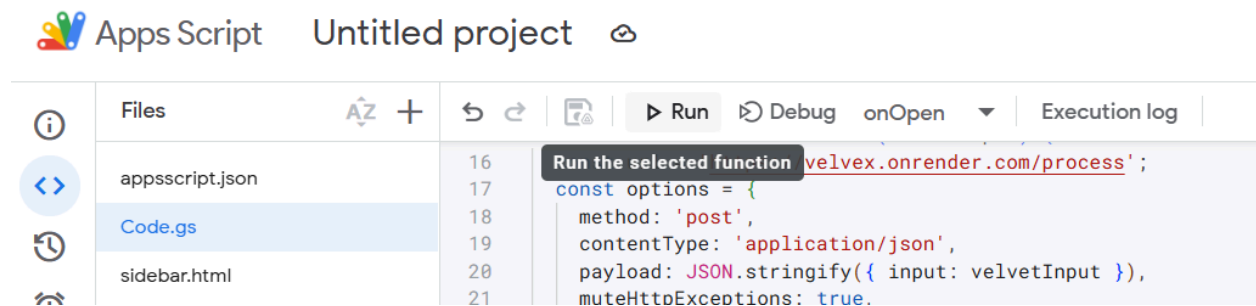 Apps Script Untitled project
Files AZ Run Debug onOpen Execution log
appsscript.json
Code.gs
sidebar.html
Run the selected function
16 velvex.onrender.com/process';
17 const options = {
18 method: 'post',
19 contentType: 'application/json',
20 payload: JSON.stringify({ input: velvetInput }),
21 muteHttpExceptions: true,